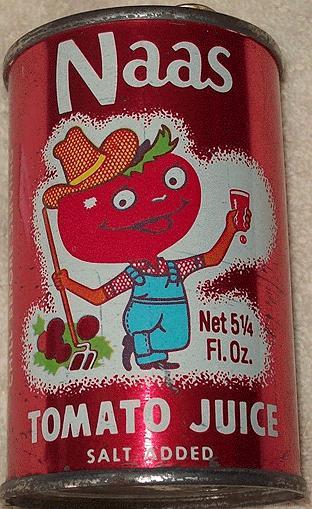 Naas
Net 5¼
Fl. Oz.
TOMATO JUICE
SALT ADDED